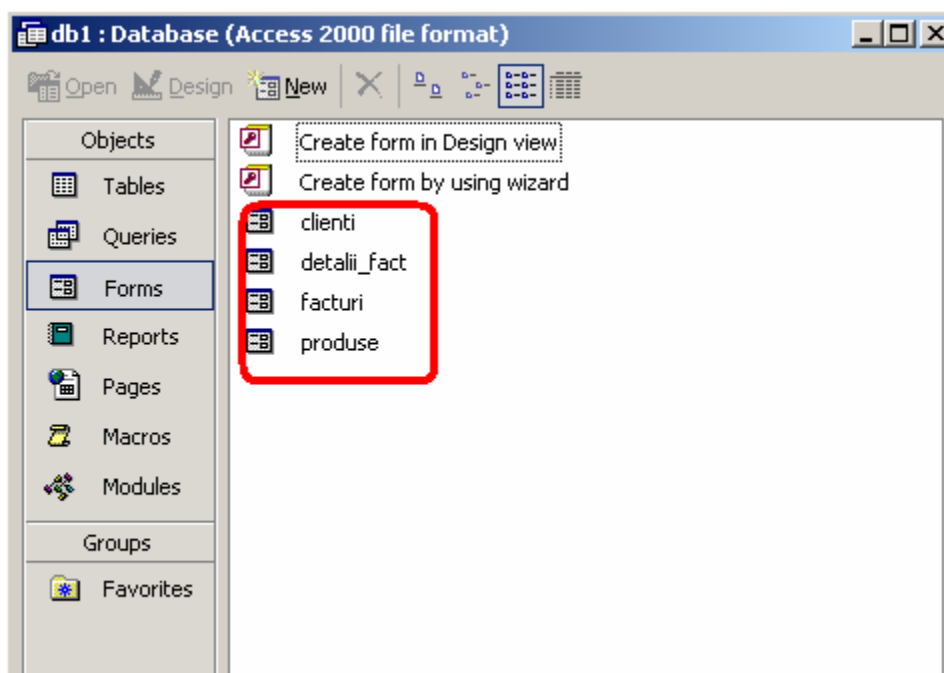 db1 : Database (Access 2000 file format)
Open Design New
Objects
Tables
Queries
Forms
Reports
Pages
Macros
Modules
Groups
Favorites
Create form in Design view
Create form by using wizard
clienti
detalii_fact
facturi
produse